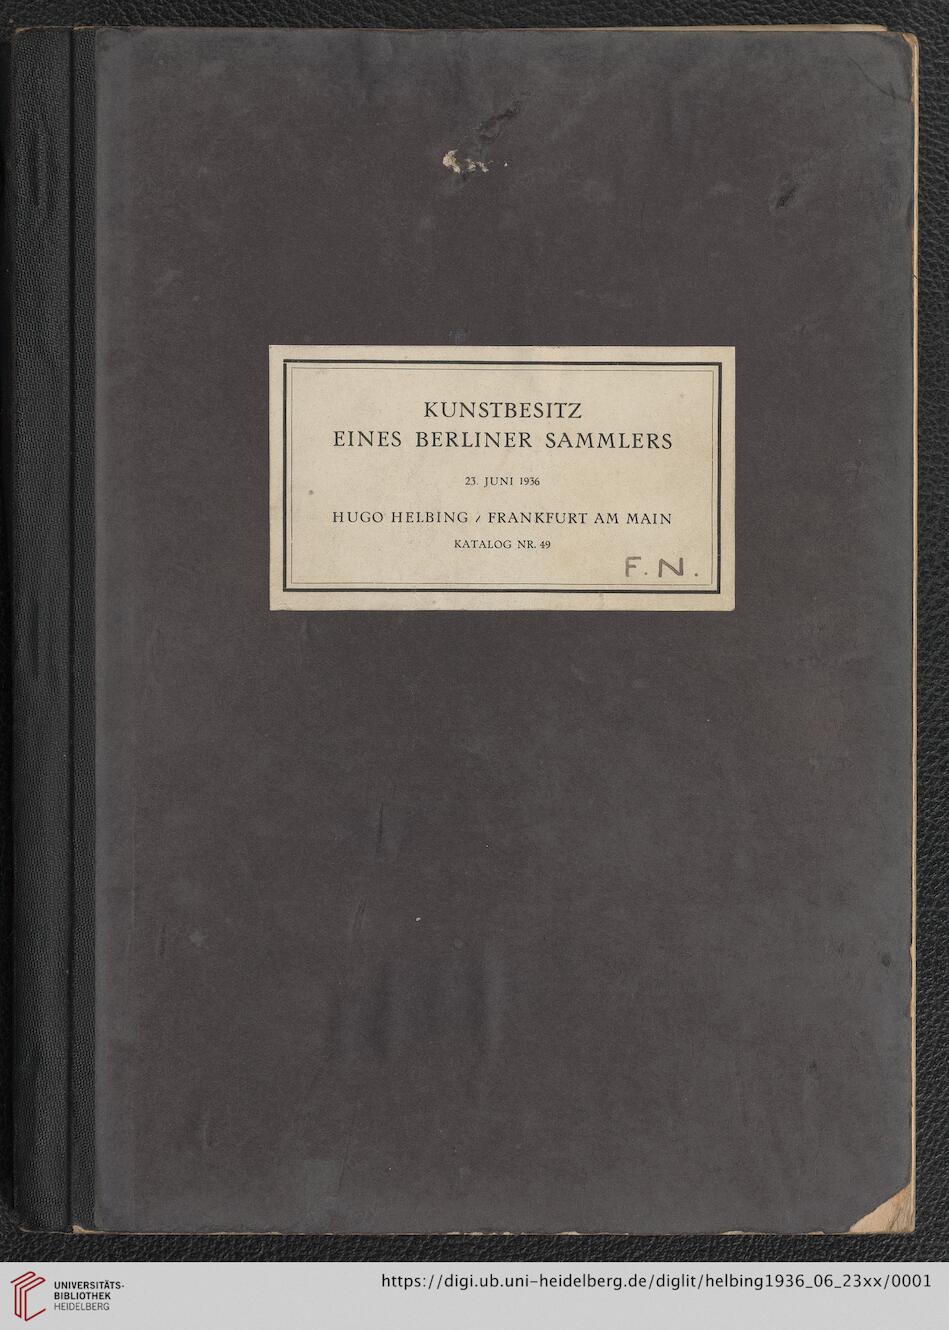 KUNSTBESITZ
EINES BERLINER SAMMLERS
23. JUNI 1936
HUGO HELBING / FRANKFURT AM MAIN
KATALOG NR. 49
F. N.
UNIVERSITÄTS-
BIBLIOTHEK
HEIDELBERG
https://digi.ub.uni-heidelberg.de/diglit/helbing1936_06_23xx/0001